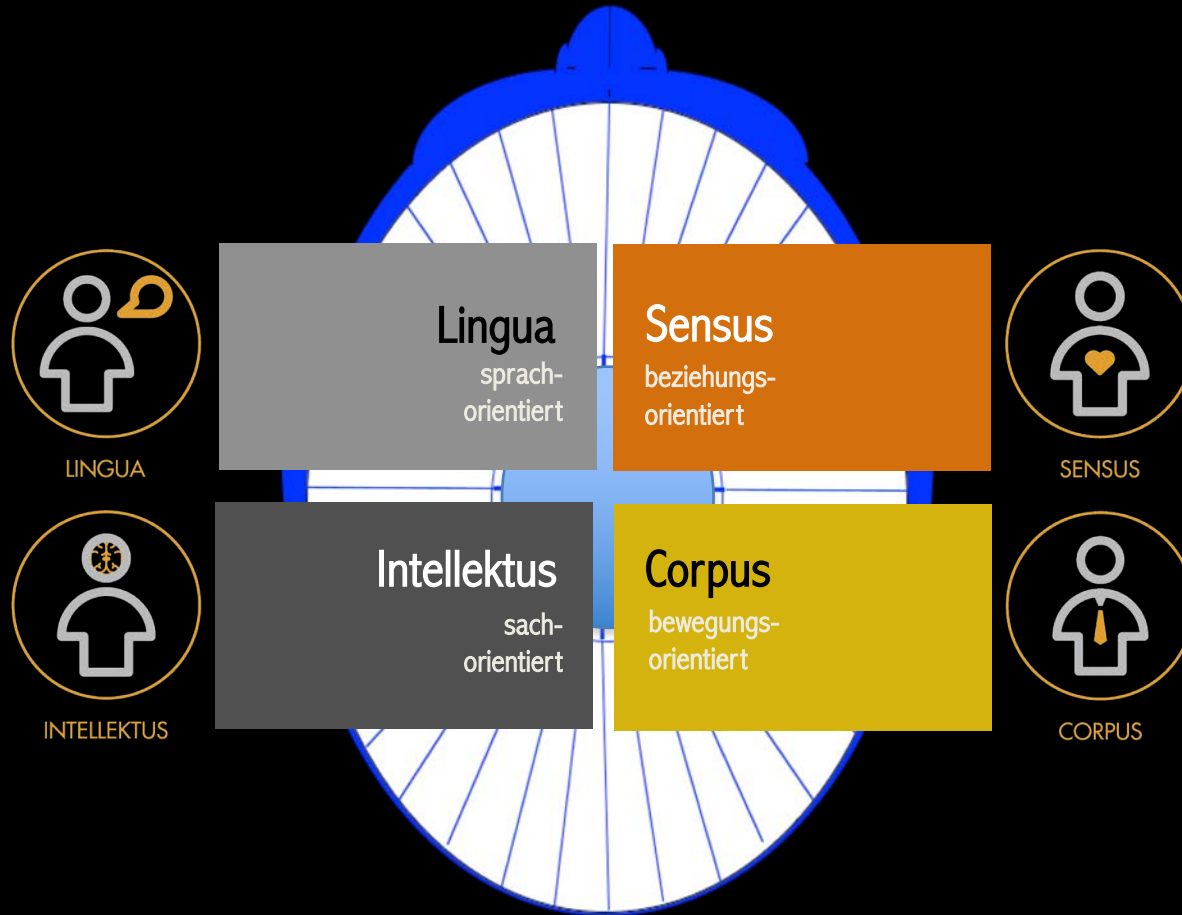 Lingua
sprach-
orientiert
Sensus
beziehungs-
orientiert
LINGUA
SENSUS
Intellektus
sach-
orientiert
Corpus
bewegungs-
orientiert
INTELLEKTUS
CORPUS